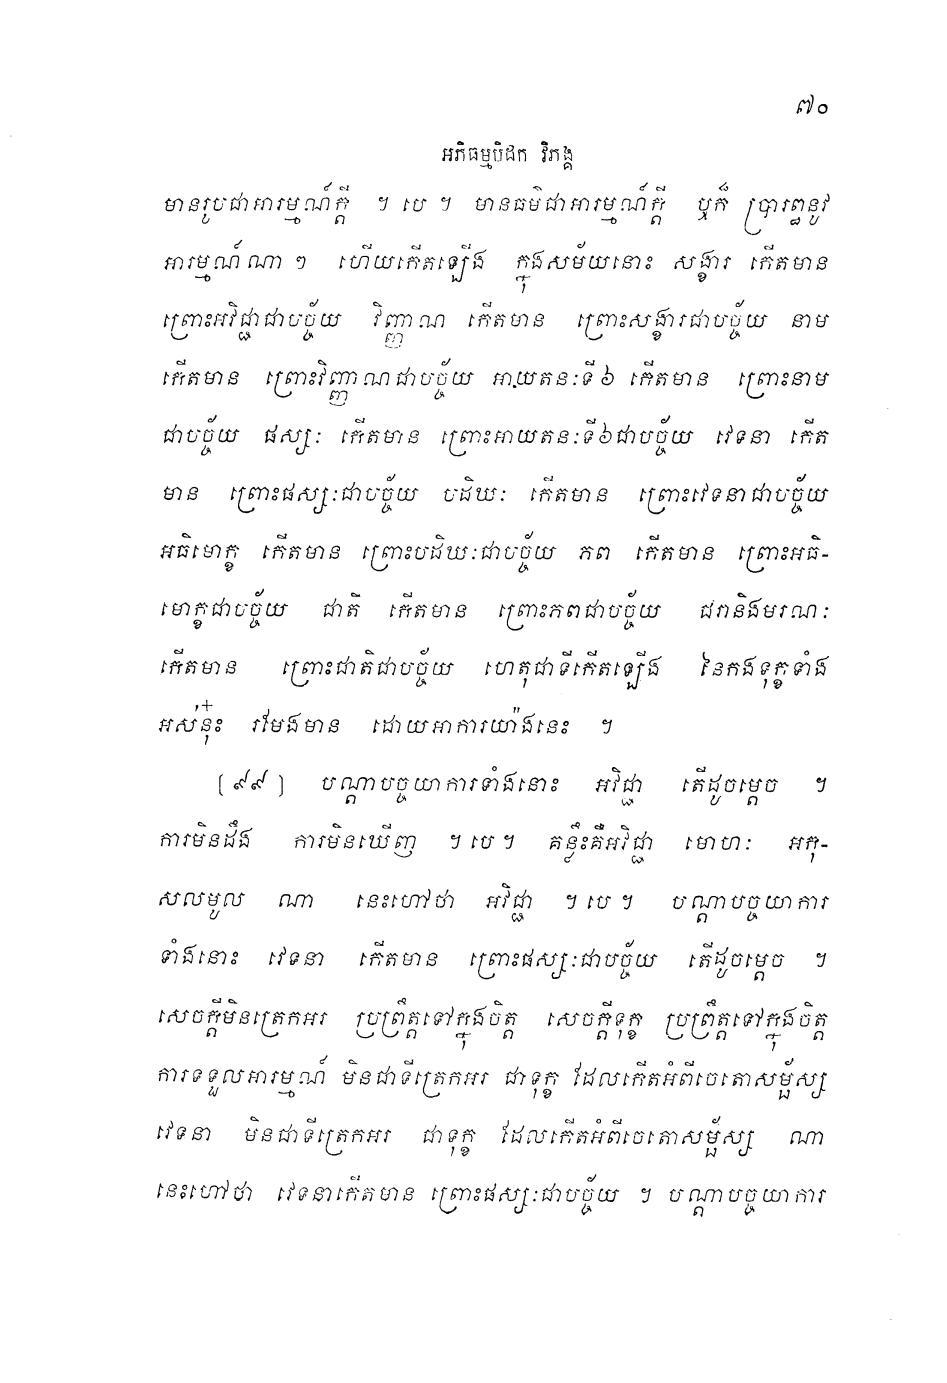 ៧០
អភិធម្មបិដក វិភង្គ
មានរូបជាអារម្មណ៍ក្តី ។ បេ ។ មានធម៌ជាអារម្មណ៍ក្តី ឬក៏ ប្រារព្ធនូវ
អារម្មណ៍ណា ៗ ហើយកើតឡើង ក្នុងសម័យនោះ សង្ខារ កើតមាន
ព្រោះអវិជ្ជាជាបច្ច័យ វិញ្ញាណ កើតមាន ព្រោះសង្ខារជាបច្ច័យ នាម
កើតមាន ព្រោះវិញ្ញាណជាបច្ច័យ អាយតនៈទី៦ កើតមាន ព្រោះនាម
ជាបច្ច័យ ផស្សៈ កើតមាន ព្រោះអាយតនៈទី៦ជាបច្ច័យ វេទនា កើត
មាន ព្រោះផស្សៈជាបច្ច័យ បដិឃៈ កើតមាន ព្រោះវេទនាជាបច្ច័យ
អធិមោក្ខ កើតមាន ព្រោះបដិឃៈជាបច្ច័យ ភព កើតមាន ព្រោះអធិ-
មោក្ខជាបច្ច័យ ជាតិ កើតមាន ព្រោះភពជាបច្ច័យ ជរានិងមរណៈ
កើតមាន ព្រោះជាតិជាបច្ច័យ ហេតុជាទីកើតឡើង នៃកងទុក្ខទាំង
អស់នុ៎ះ រមែងមាន ដោយអាការយ៉ាងនេះ ។
[៩៩] បណ្តាបច្ចយាការទាំងនោះ អវិជ្ជា តើដូចម្តេច ។
ការមិនដឹង ការមិនឃើញ ។ បេ ។ គន្លឹះគឺអវិជ្ជា មោហៈ អកុ-
សលមូល ណា នេះហៅថា អវិជ្ជា ។ បេ ។ បណ្តាបច្ចយាការ
ទាំងនោះ វេទនា កើតមាន ព្រោះផស្សៈជាបច្ច័យ តើដូចម្តេច ។
សេចក្តីមិនត្រេកអរ ប្រព្រឹត្តទៅក្នុងចិត្ត សេចក្តីទុក្ខ ប្រព្រឹត្តទៅក្នុងចិត្ត
ការទទួលអារម្មណ៍ មិនជាទីត្រេកអរ ជាទុក្ខ ដែលកើតអំពីចេតោសម្ផ័ស្ស
វេទនា មិនជាទីត្រេកអរ ជាទុក្ខ ដែលកើតអំពីចេតោសម្ផ័ស្ស ណា
នេះហៅថា វេទនាកើតមាន ព្រោះផស្សៈជាបច្ច័យ ។ បណ្តាបច្ចយាការ